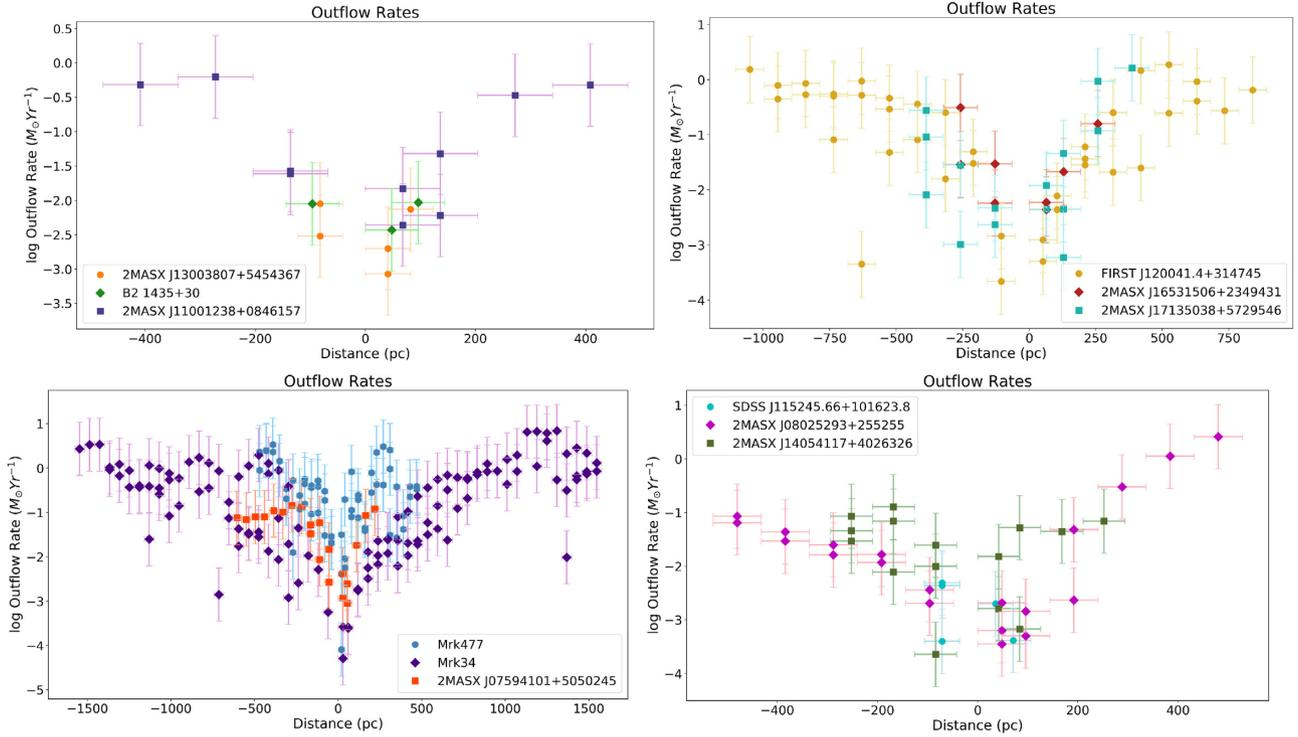 Outflow Rates
log Outflow Rate (M⊙Yr⁻¹)
0.5
0.0
−0.5
−1.0
−1.5
−2.0
−2.5
−3.0
−3.5
2MASX J13003807+5454367
B2 1435+30
2MASX J11001238+0846157
−400 −200 0 200 400
Distance (pc)
Outflow Rates
log Outflow Rate (M⊙Yr⁻¹)
1
0
−1
−2
−3
−4
FIRST J120041.4+314745
2MASX J16531506+2349431
2MASX J17135038+5729546
−1000 −750 −500 −250 0 250 500 750
Distance (pc)
Outflow Rates
log Outflow Rate (M⊙Yr⁻¹)
1
0
−1
−2
−3
−4
−5
Mrk477
Mrk34
2MASX J07594101+5050245
−1500 −1000 −500 0 500 1000 1500
Distance (pc)
Outflow Rates
log Outflow Rate (M⊙Yr⁻¹)
1
0
−1
−2
−3
−4
SDSS J115245.66+101623.8
2MASX J08025293+255255
2MASX J14054117+4026326
−400 −200 0 200 400
Distance (pc)